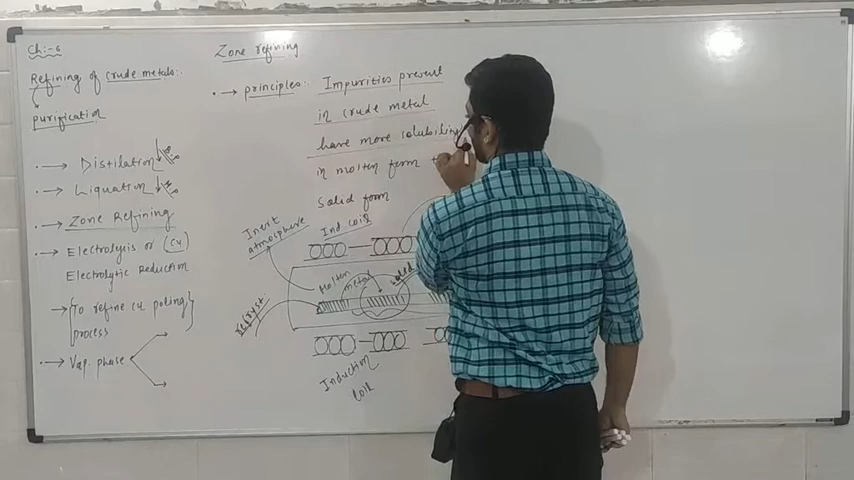 Ch:- 6
Refining of crude metals:-
purification
→ Distilation
→ Liquation
→ Zone Refining
→ Electrolysis or (Cu)
Electrolytic Reduction
→ To refine cu poling
process
→ Vap. phase
Zone refining
→ principles:- Impurities present
in crude metal
have more solubility
in molten form
Solid form
Ind coil
Inert
atmosphere
molten
metal
solid
Induction
Coil